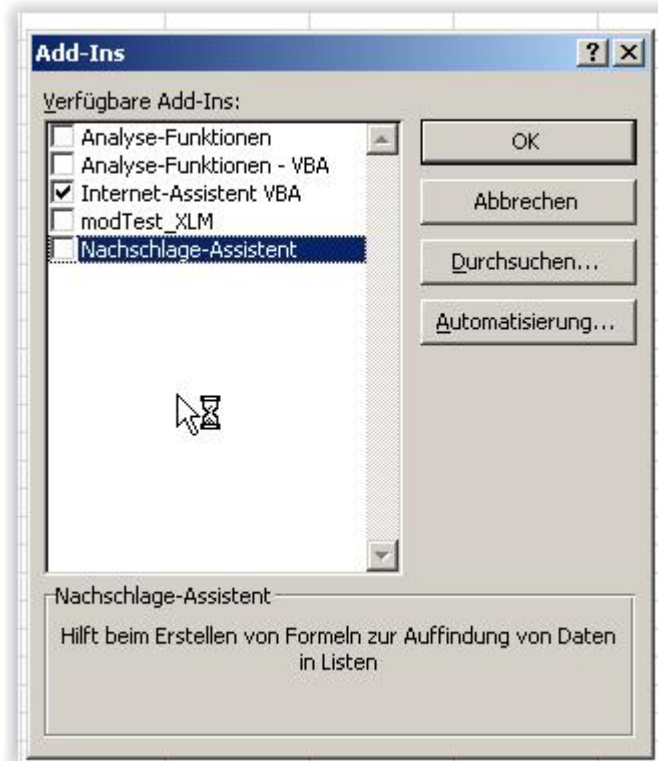 Add-Ins
Verfügbare Add-Ins:
Analyse-Funktionen
Analyse-Funktionen - VBA
Internet-Assistent VBA
modTest_XLM
Nachschlage-Assistent
OK
Abbrechen
Durchsuchen...
Automatisierung...
Nachschlage-Assistent
Hilft beim Erstellen von Formeln zur Auffindung von Daten
in Listen